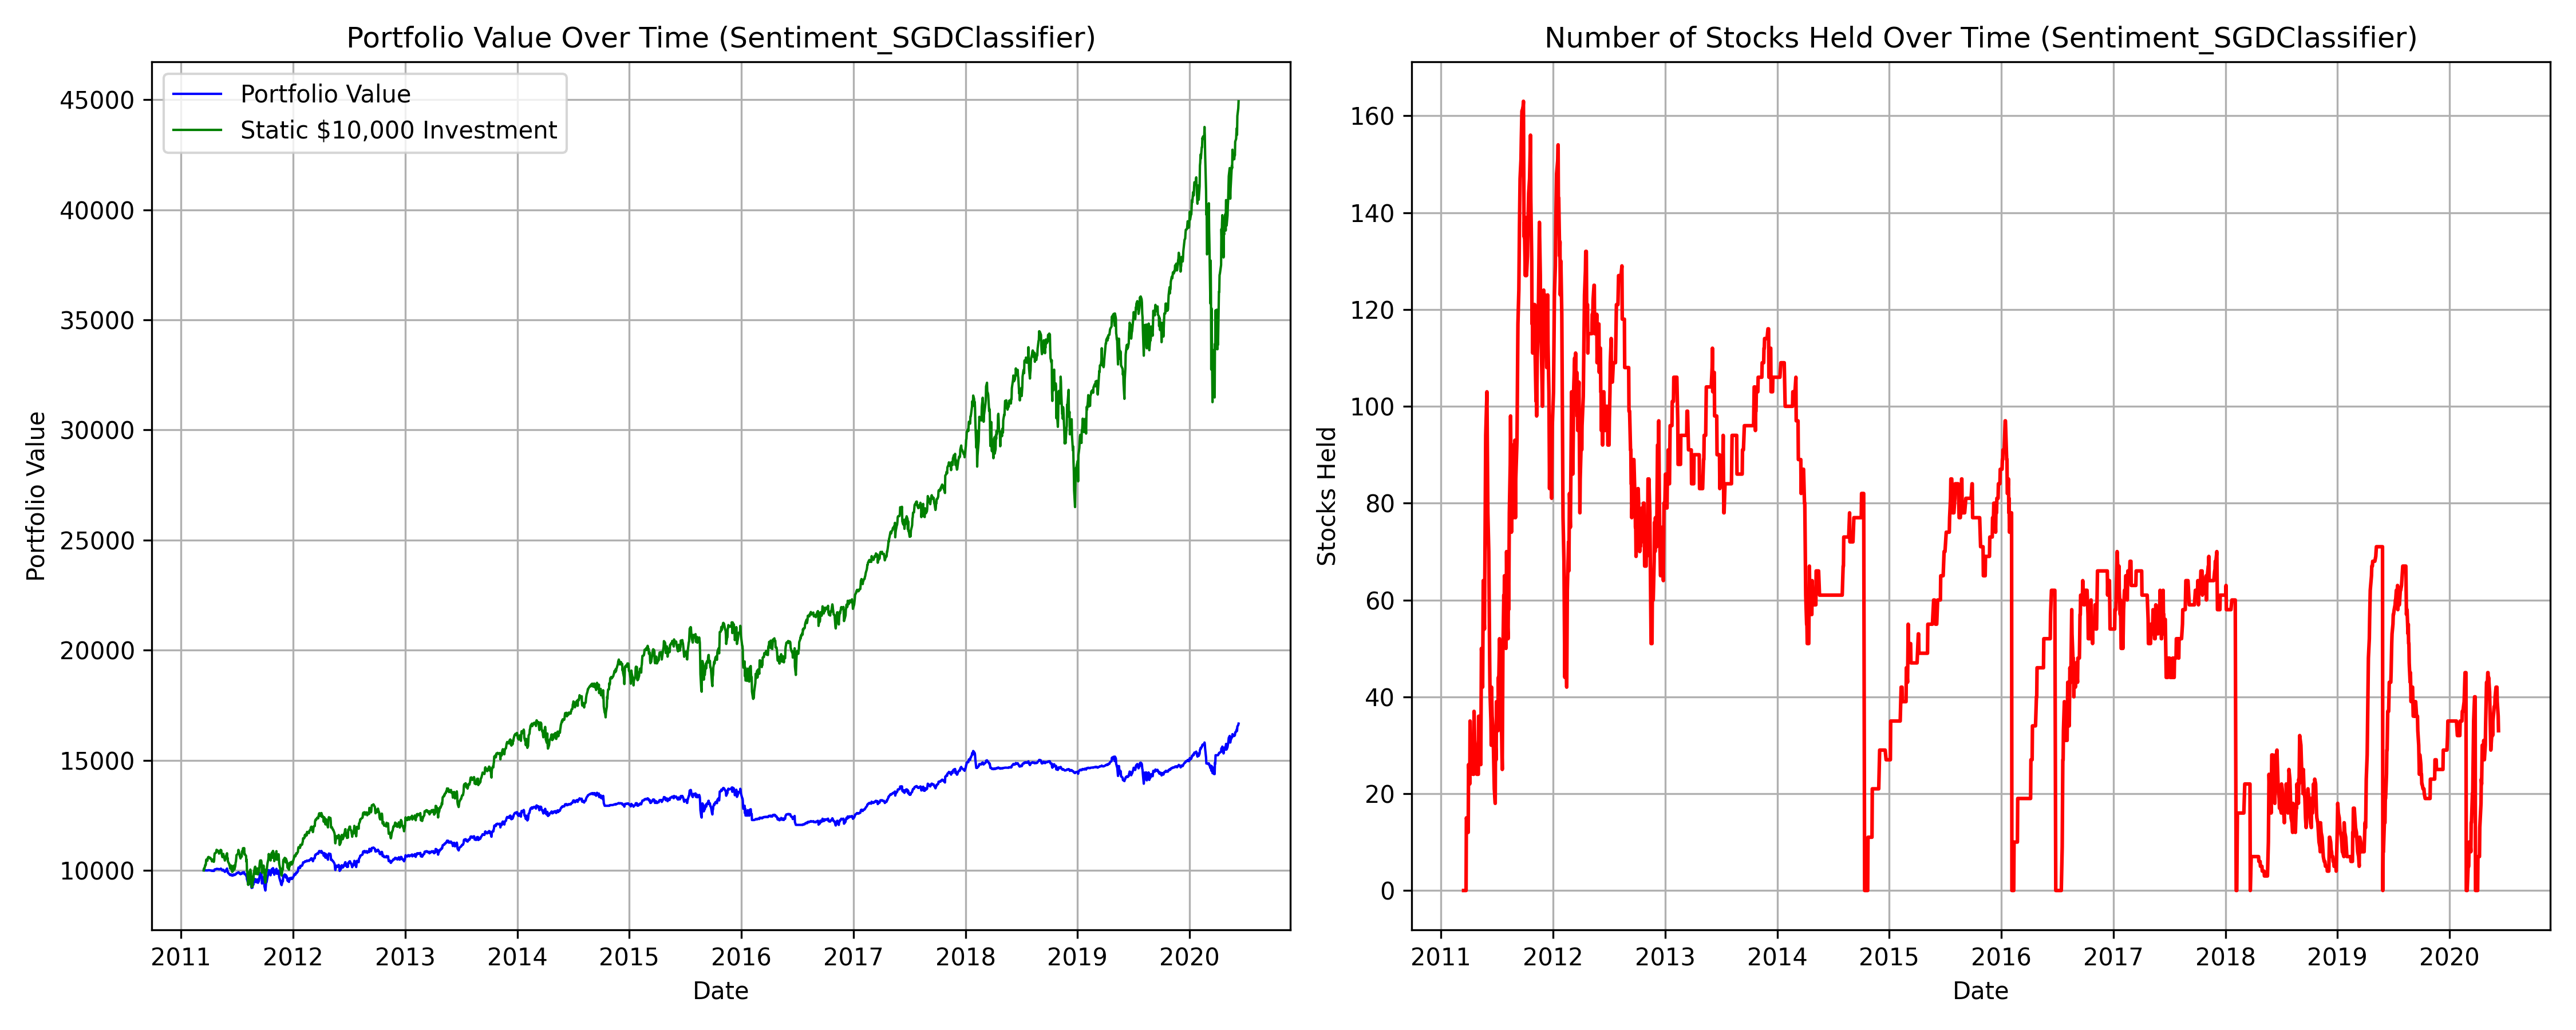 Portfolio Value Over Time (Sentiment_SGDClassifier)
Portfolio Value
Static $10,000 Investment
45000
40000
35000
30000
25000
20000
15000
10000
Portfolio Value
2011 2012 2013 2014 2015 2016 2017 2018 2019 2020
Date
Number of Stocks Held Over Time (Sentiment_SGDClassifier)
160
140
120
100
80
60
40
20
0
Stocks Held
2011 2012 2013 2014 2015 2016 2017 2018 2019 2020
Date